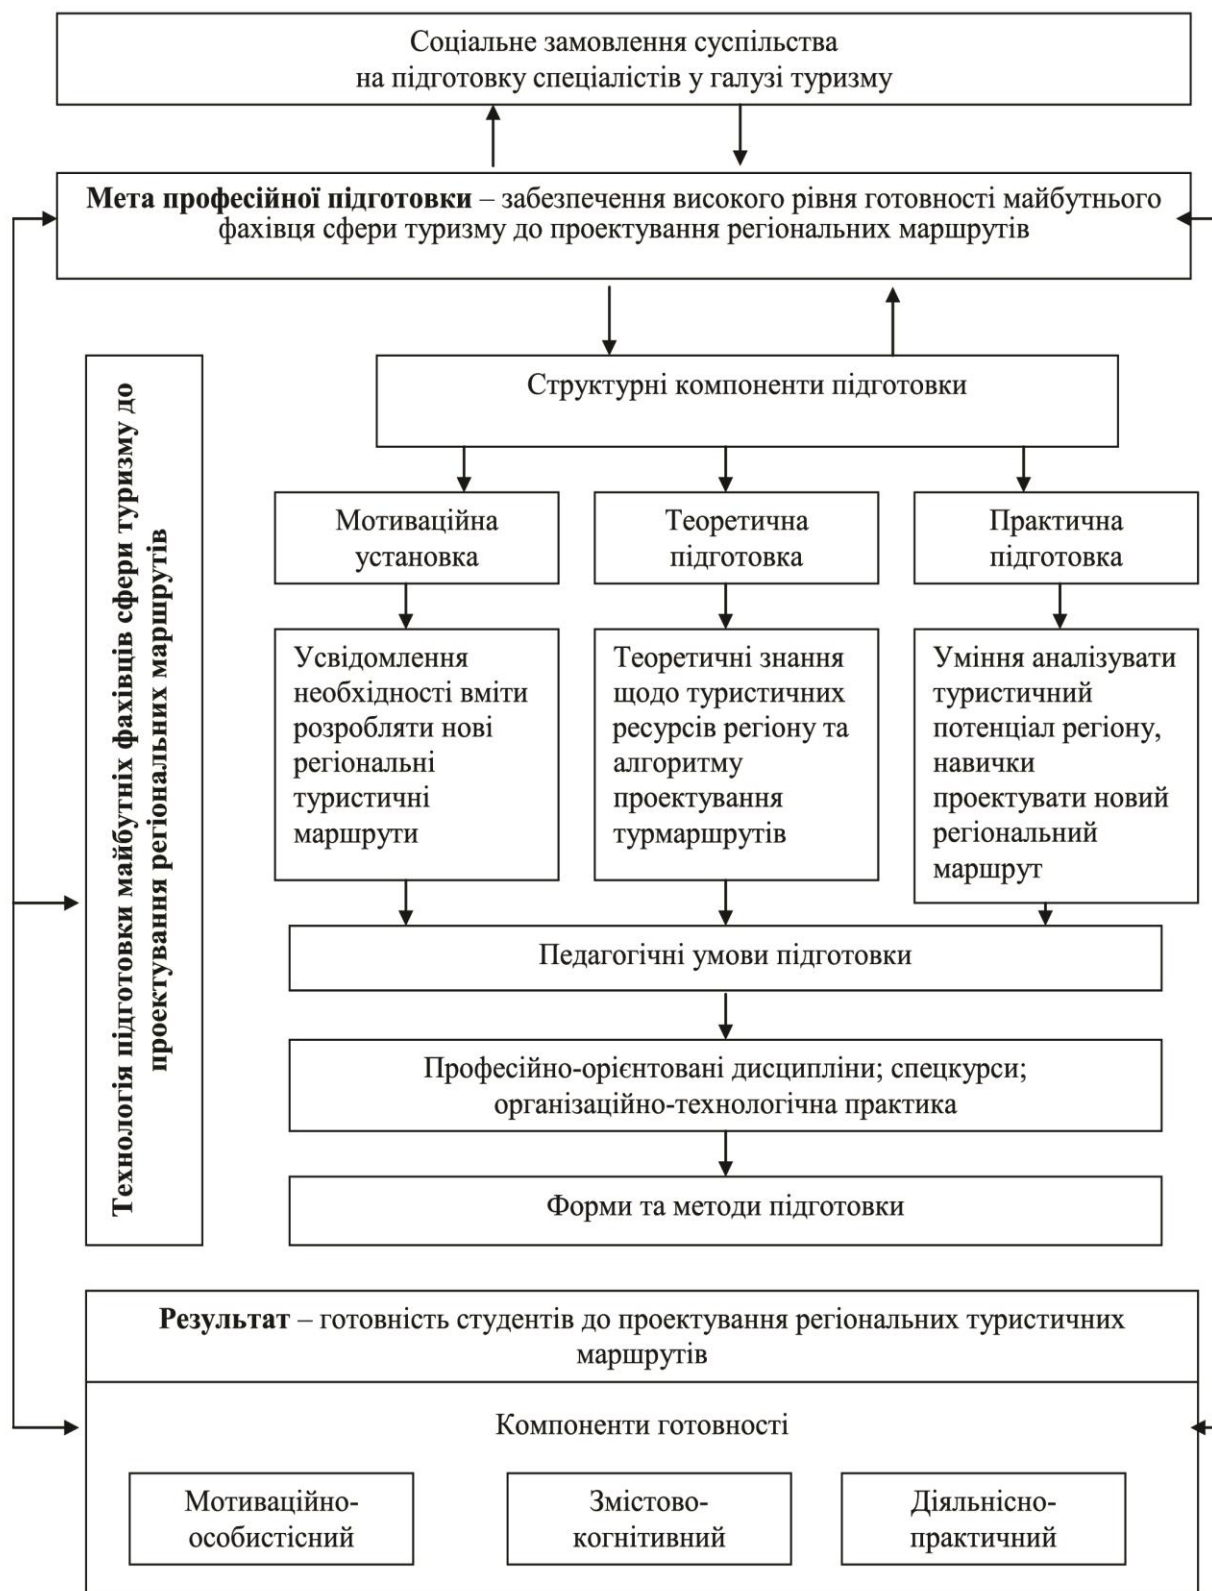 Соціальне замовлення суспільства
на підготовку спеціалістів у галузі туризму
Мета професійної підготовки – забезпечення високого рівня готовності майбутнього
фахівця сфери туризму до проектування регіональних маршрутів
Технологія підготовки майбутніх фахівців сфери туризму до
проектування регіональних маршрутів
Структурні компоненти підготовки
Мотиваційна
установка
Теоретична
підготовка
Практична
підготовка
Усвідомлення
необхідності вміти
розробляти нові
регіональні
туристичні
маршрути
Теоретичні знання
щодо туристичних
ресурсів регіону та
алгоритму
проектування
турмаршрутів
Уміння аналізувати
туристичний
потенціал регіону,
навички
проектувати новий
регіональний
маршрут
Педагогічні умови підготовки
Професійно-орієнтовані дисципліни; спецкурси;
організаційно-технологічна практика
Форми та методи підготовки
Результат – готовність студентів до проектування регіональних туристичних
маршрутів
Компоненти готовності
Мотиваційно-
особистісний
Змістово-
когнітивний
Діяльнісно-
практичний